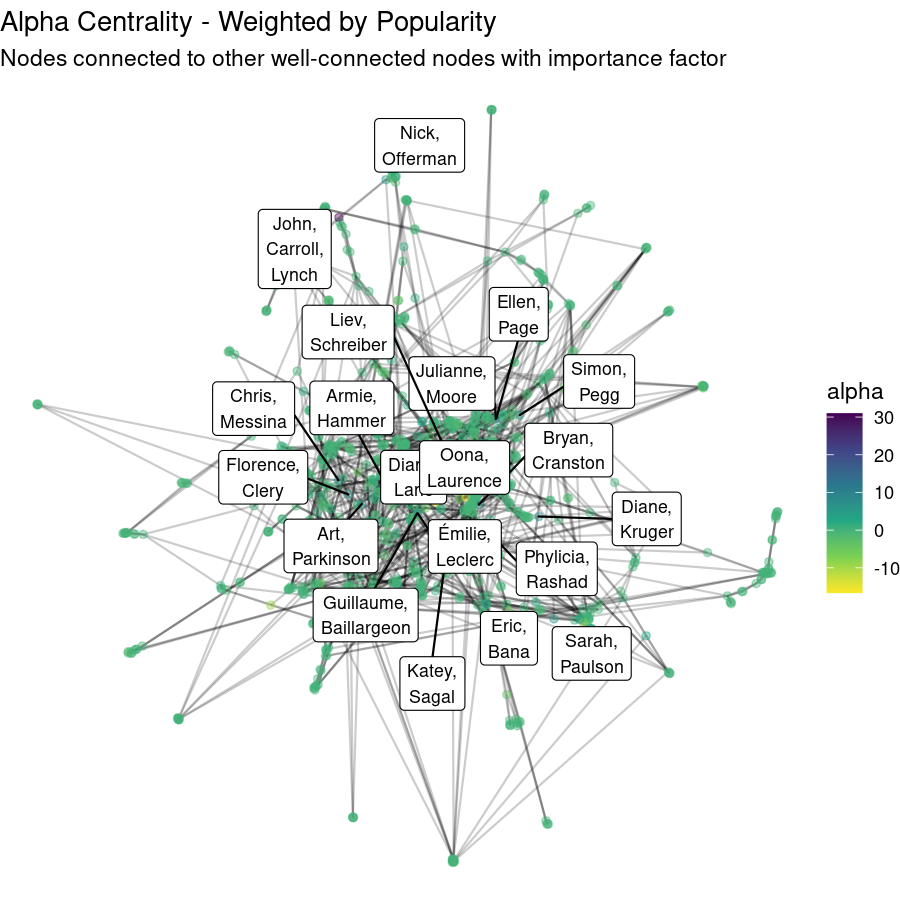 Alpha Centrality - Weighted by Popularity
Nodes connected to other well-connected nodes with importance factor
Nick,
Offerman
John,
Carroll,
Lynch
Ellen,
Page
Liev,
Schreiber
Julianne,
Moore
Simon,
Pegg
Chris,
Messina
Armie,
Hammer
Bryan,
Cranston
Florence,
Clery
Oona,
Laurence
Diane,
Kruger
Art,
Parkinson
Émilie,
Leclerc
Phylicia,
Rashad
Guillaume,
Baillargeon
Eric,
Bana
Sarah,
Paulson
Katey,
Sagal
alpha
30
20
10
0
-10